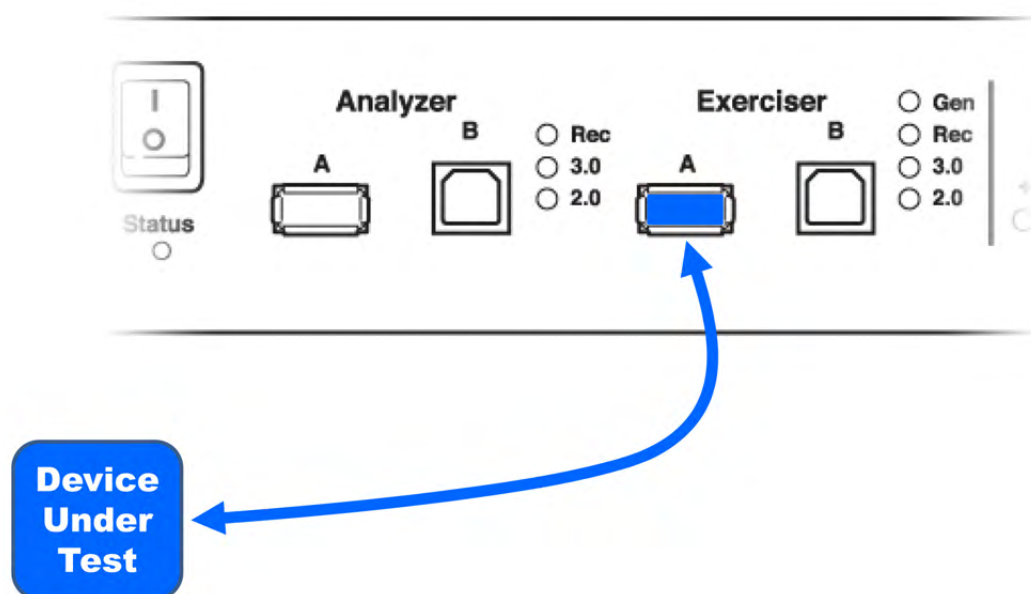 Analyzer
A
B
Rec
3.0
2.0
Exerciser
A
B
Gen
Rec
3.0
2.0
Status
Device
Under
Test